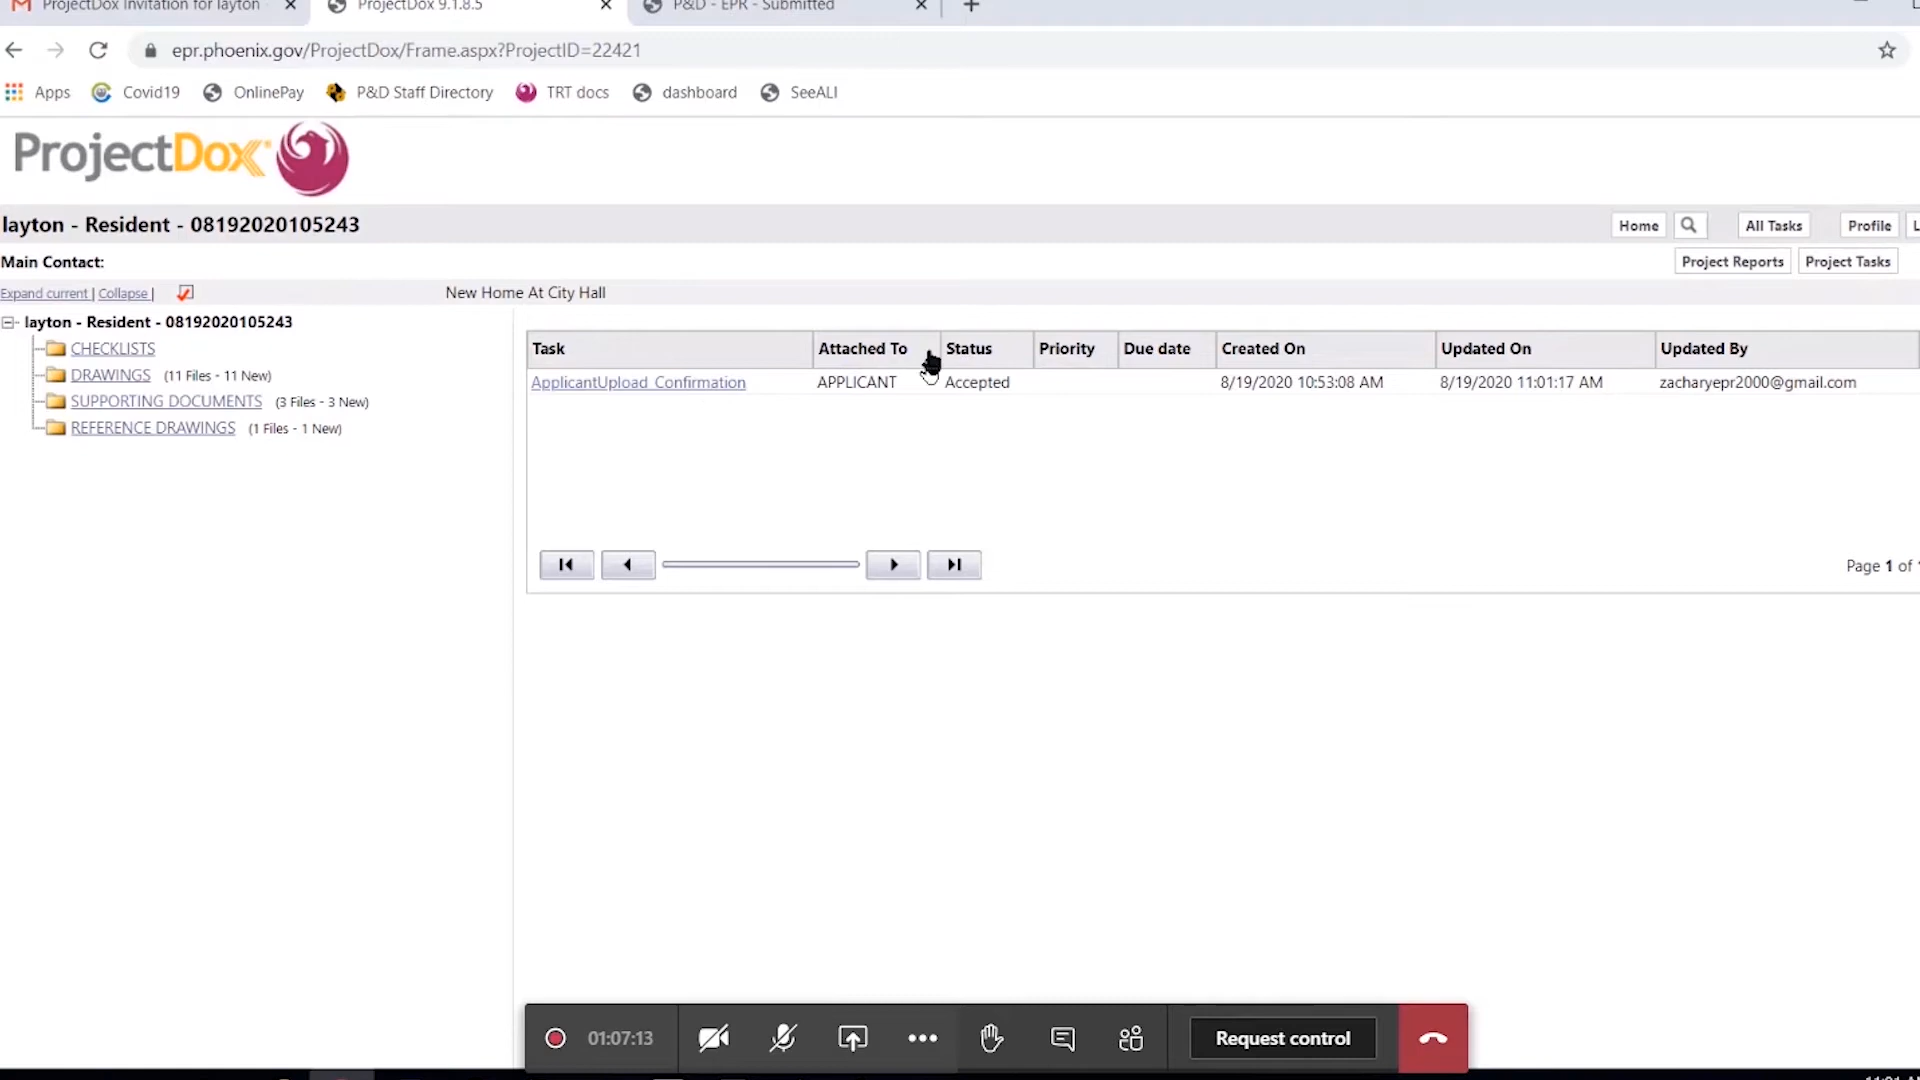 ProjectDox Invitation for layton
ProjectDox 9.1.8.5
P&D - EPR - Submitted
epr.phoenix.gov/ProjectDox/Frame.aspx?ProjectID=22421
Apps Covid19 OnlinePay P&D Staff Directory TRT docs dashboard SeeALI
ProjectDox
layton - Resident - 08192020105243
Home All Tasks Profile
Main Contact:
Project Reports Project Tasks
Expand current | Collapse |
New Home At City Hall
layton - Resident - 08192020105243
CHECKLISTS
DRAWINGS (11 Files - 11 New)
SUPPORTING DOCUMENTS (3 Files - 3 New)
REFERENCE DRAWINGS (1 Files - 1 New)
Task Attached To Status Priority Due date Created On Updated On Updated By
ApplicantUpload_Confirmation APPLICANT Accepted 8/19/2020 10:53:08 AM 8/19/2020 11:01:17 AM zacharyepr2000@gmail.com
Page 1 of
01:07:13
Request control